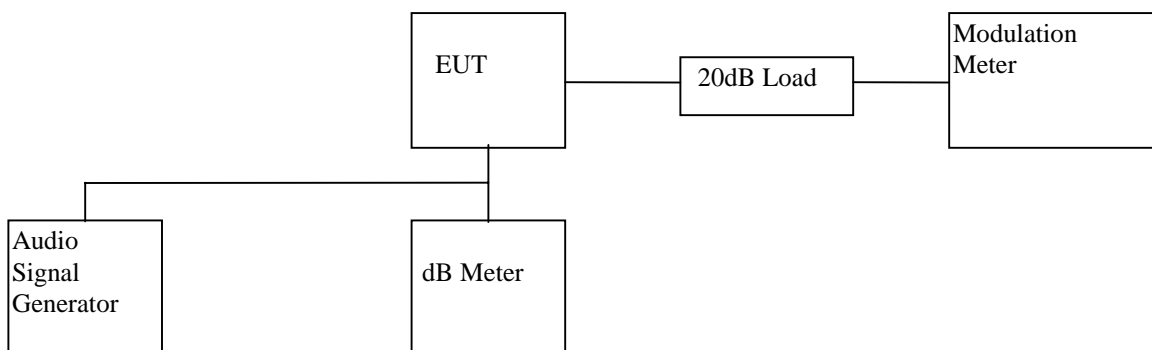 EUT
20dB Load
Modulation
Meter
Audio
Signal
Generator
dB Meter